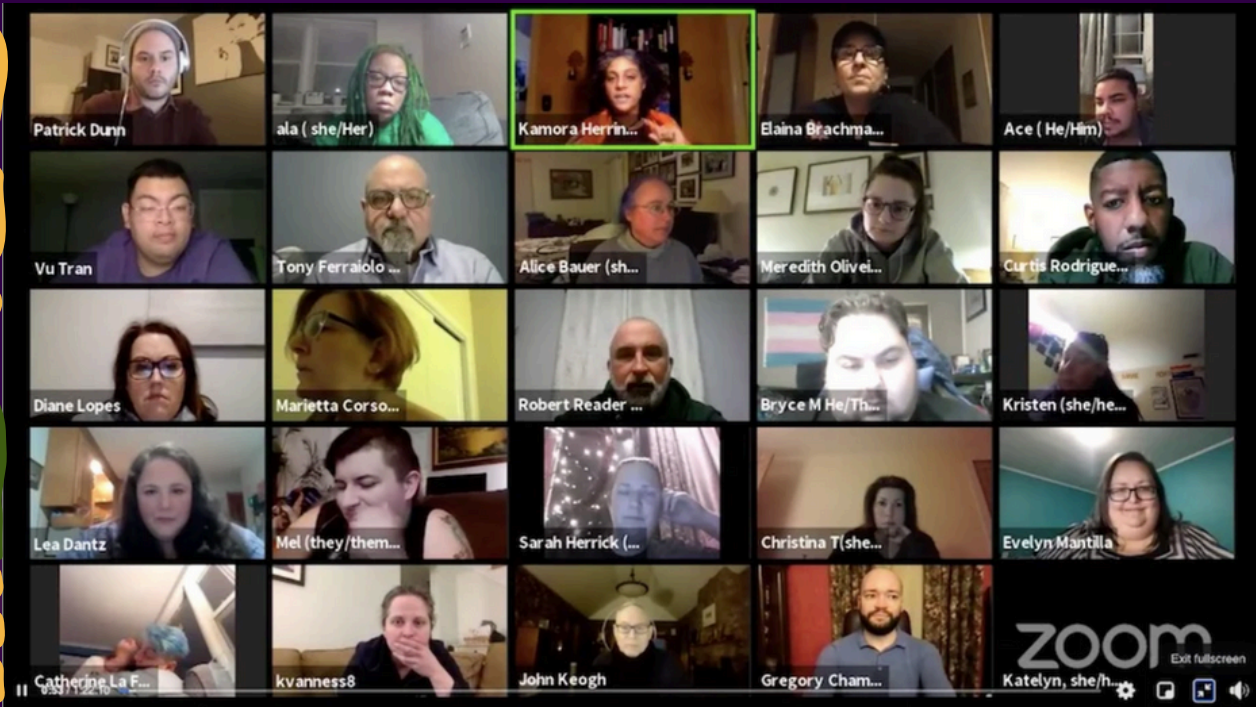 Patrick Dunn
ala ( she/Her)
Kamora Herrin...
Elaina Brachma...
Ace ( He/Him)
Vu Tran
Tony Ferraiolo ...
Alice Bauer (sh...
Meredith Olivei...
Curtis Rodrigue...
Diane Lopes
Marietta Corso...
Robert Reader ...
Bryce M He/Th...
Kristen (she/he...
Lea Dantz
Mel (they/them...
Sarah Herrick (...
Christina T(she...
Evelyn Mantilla
Catherine La F...
kvanness8
John Keogh
Gregory Cham...
zoom
Exit fullscreen
Katelyn, she/h...